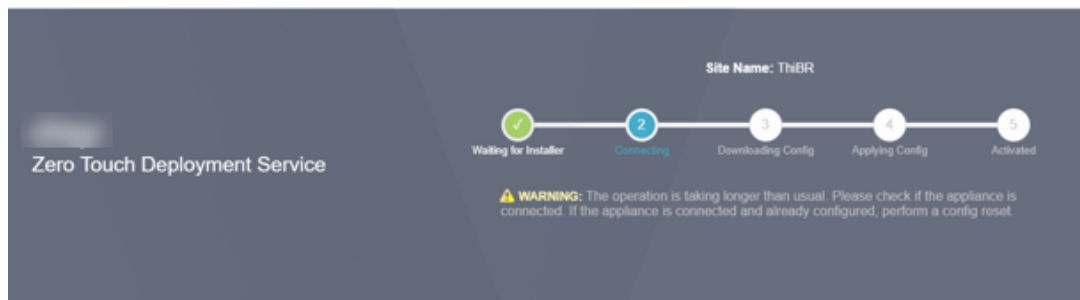 Site Name: ThiBR
✓ 2 3 4 5
Waiting for Installer Connecting Downloading Config Applying Config Activated
Zero Touch Deployment Service
WARNING: The operation is taking longer than usual. Please check if the appliance is
connected. If the appliance is connected and already configured, perform a config reset.